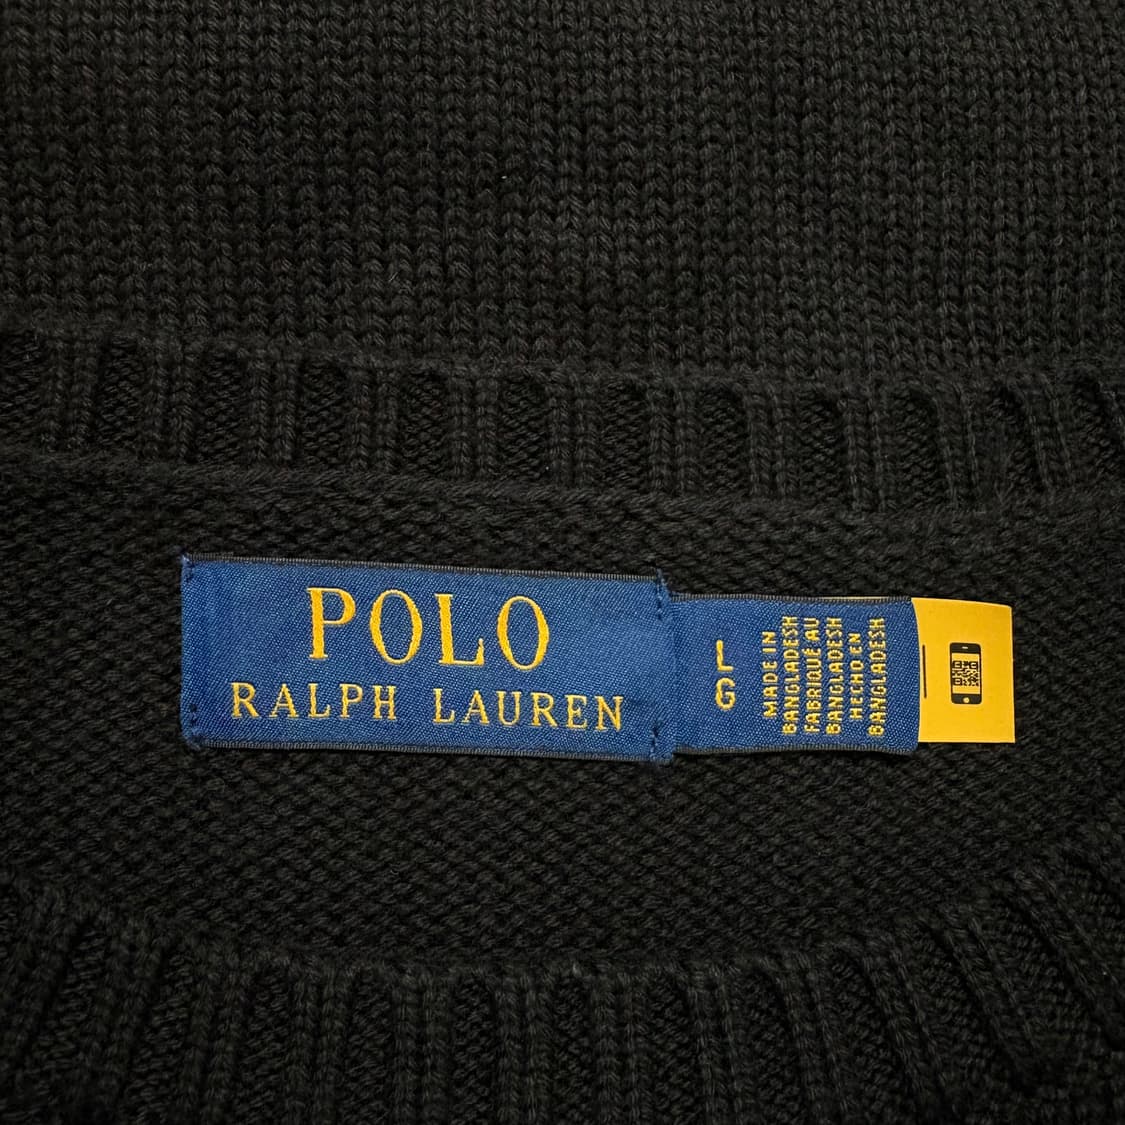 POLO
RALPH LAUREN
L
G
MADE IN
BANGLADESH
FABRIQUÉ AU
BANGLADESH
HECHO EN
BANGLADESH